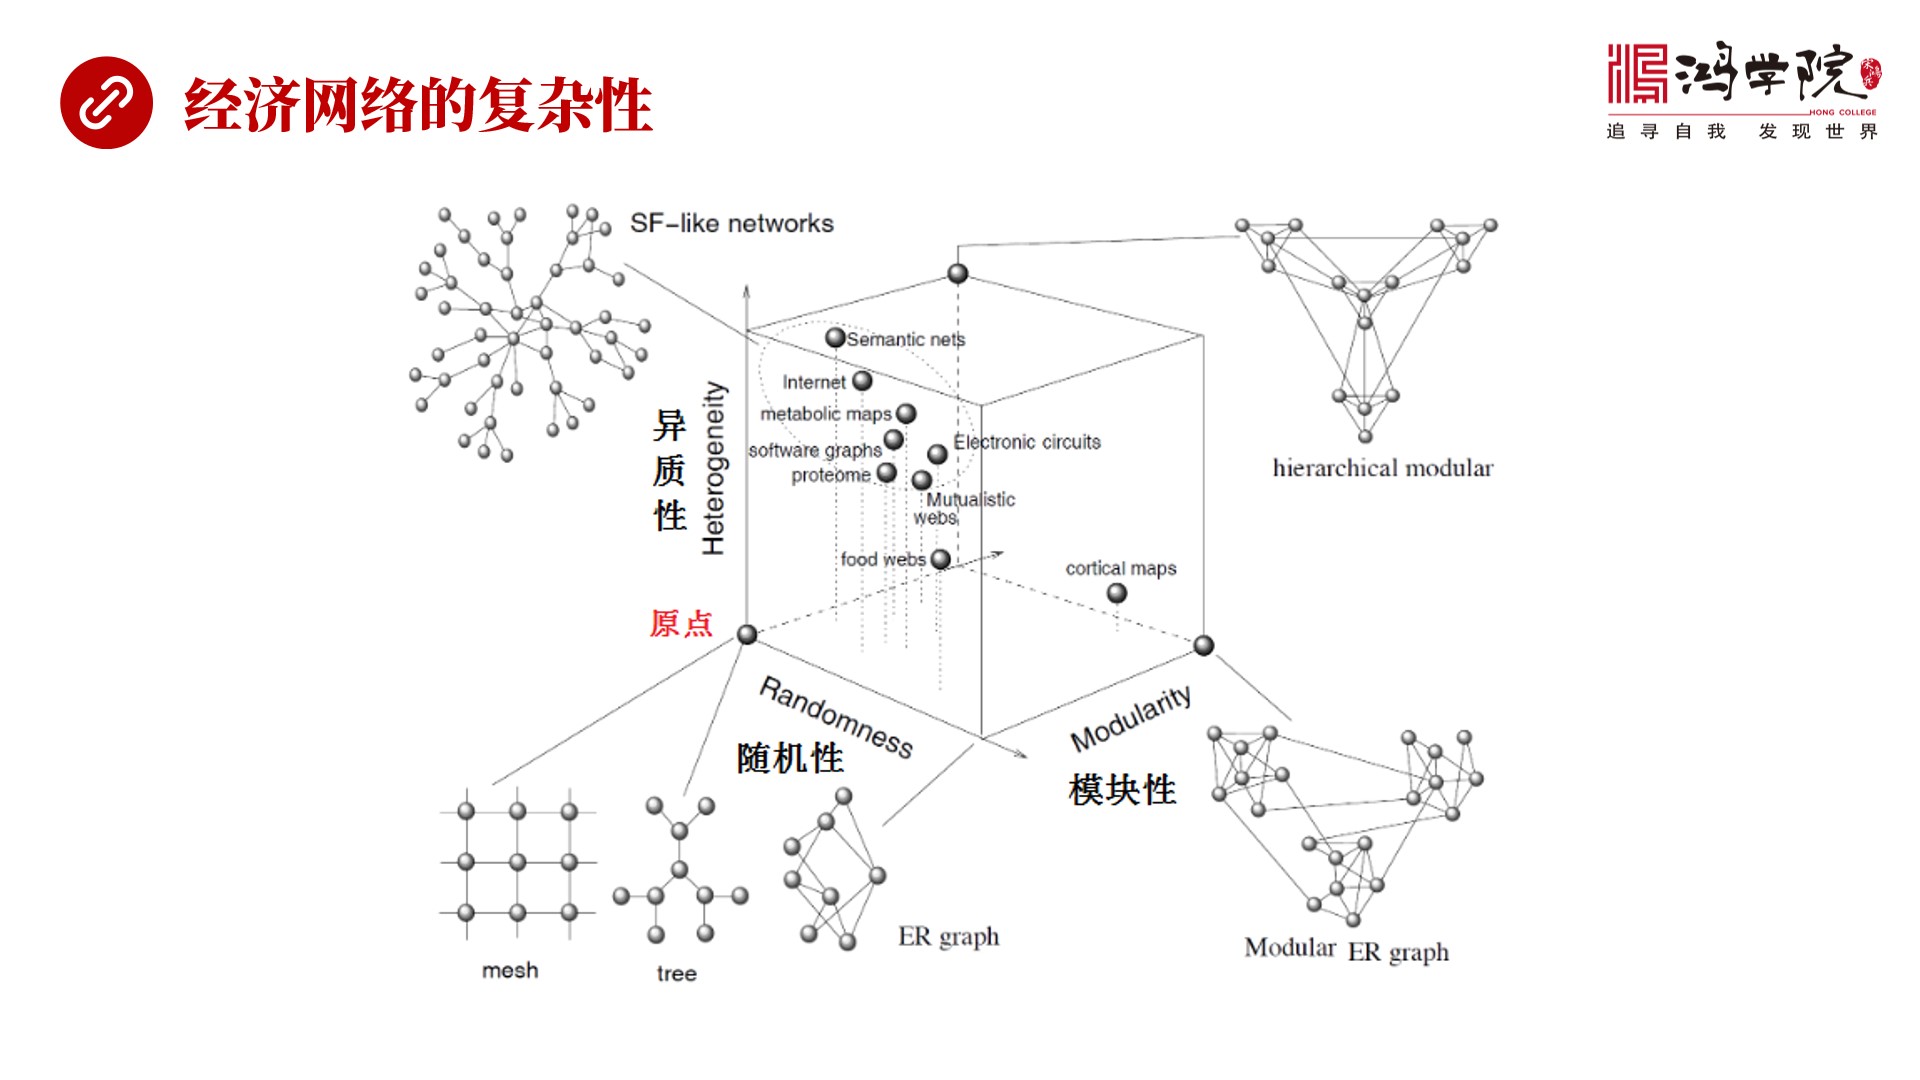 经济网络的复杂性
鸿学院
HONG COLLEGE
追寻自我 发现世界
SF-like networks
Semantic nets
Internet
metabolic maps
software graphs
Electronic circuits
proteome
Mutualistic
webs
food webs
cortical maps
hierarchical modular
异质性
Heterogeneity
原点
Randomness
随机性
Modularity
模块性
mesh
tree
ER graph
Modular ER graph